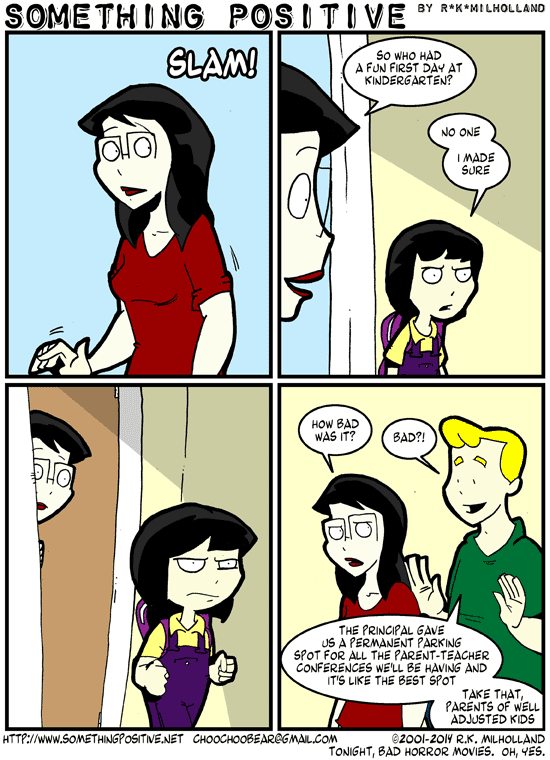 SOMETHING POSITIVE BY R*K*MILHOLLAND
SLAM!
SO WHO HAD
A FUN FIRST DAY AT
KINDERGARTEN?
NO ONE
I MADE
SURE
HOW BAD
WAS IT?
BAD?!
THE PRINCIPAL GAVE
US A PERMANENT PARKING
SPOT FOR ALL THE PARENT-TEACHER
CONFERENCES WE'LL BE HAVING AND
IT'S LIKE THE BEST SPOT
TAKE THAT,
PARENTS OF WELL
ADJUSTED KIDS
HTTP://WWW.SOMETHINGPOSITIVE.NET CHOOCHOOBEAR@GMAIL.COM ©2001-2014 R.K. MILHOLLAND
TONIGHT, BAD HORROR MOVIES. OH, YES.